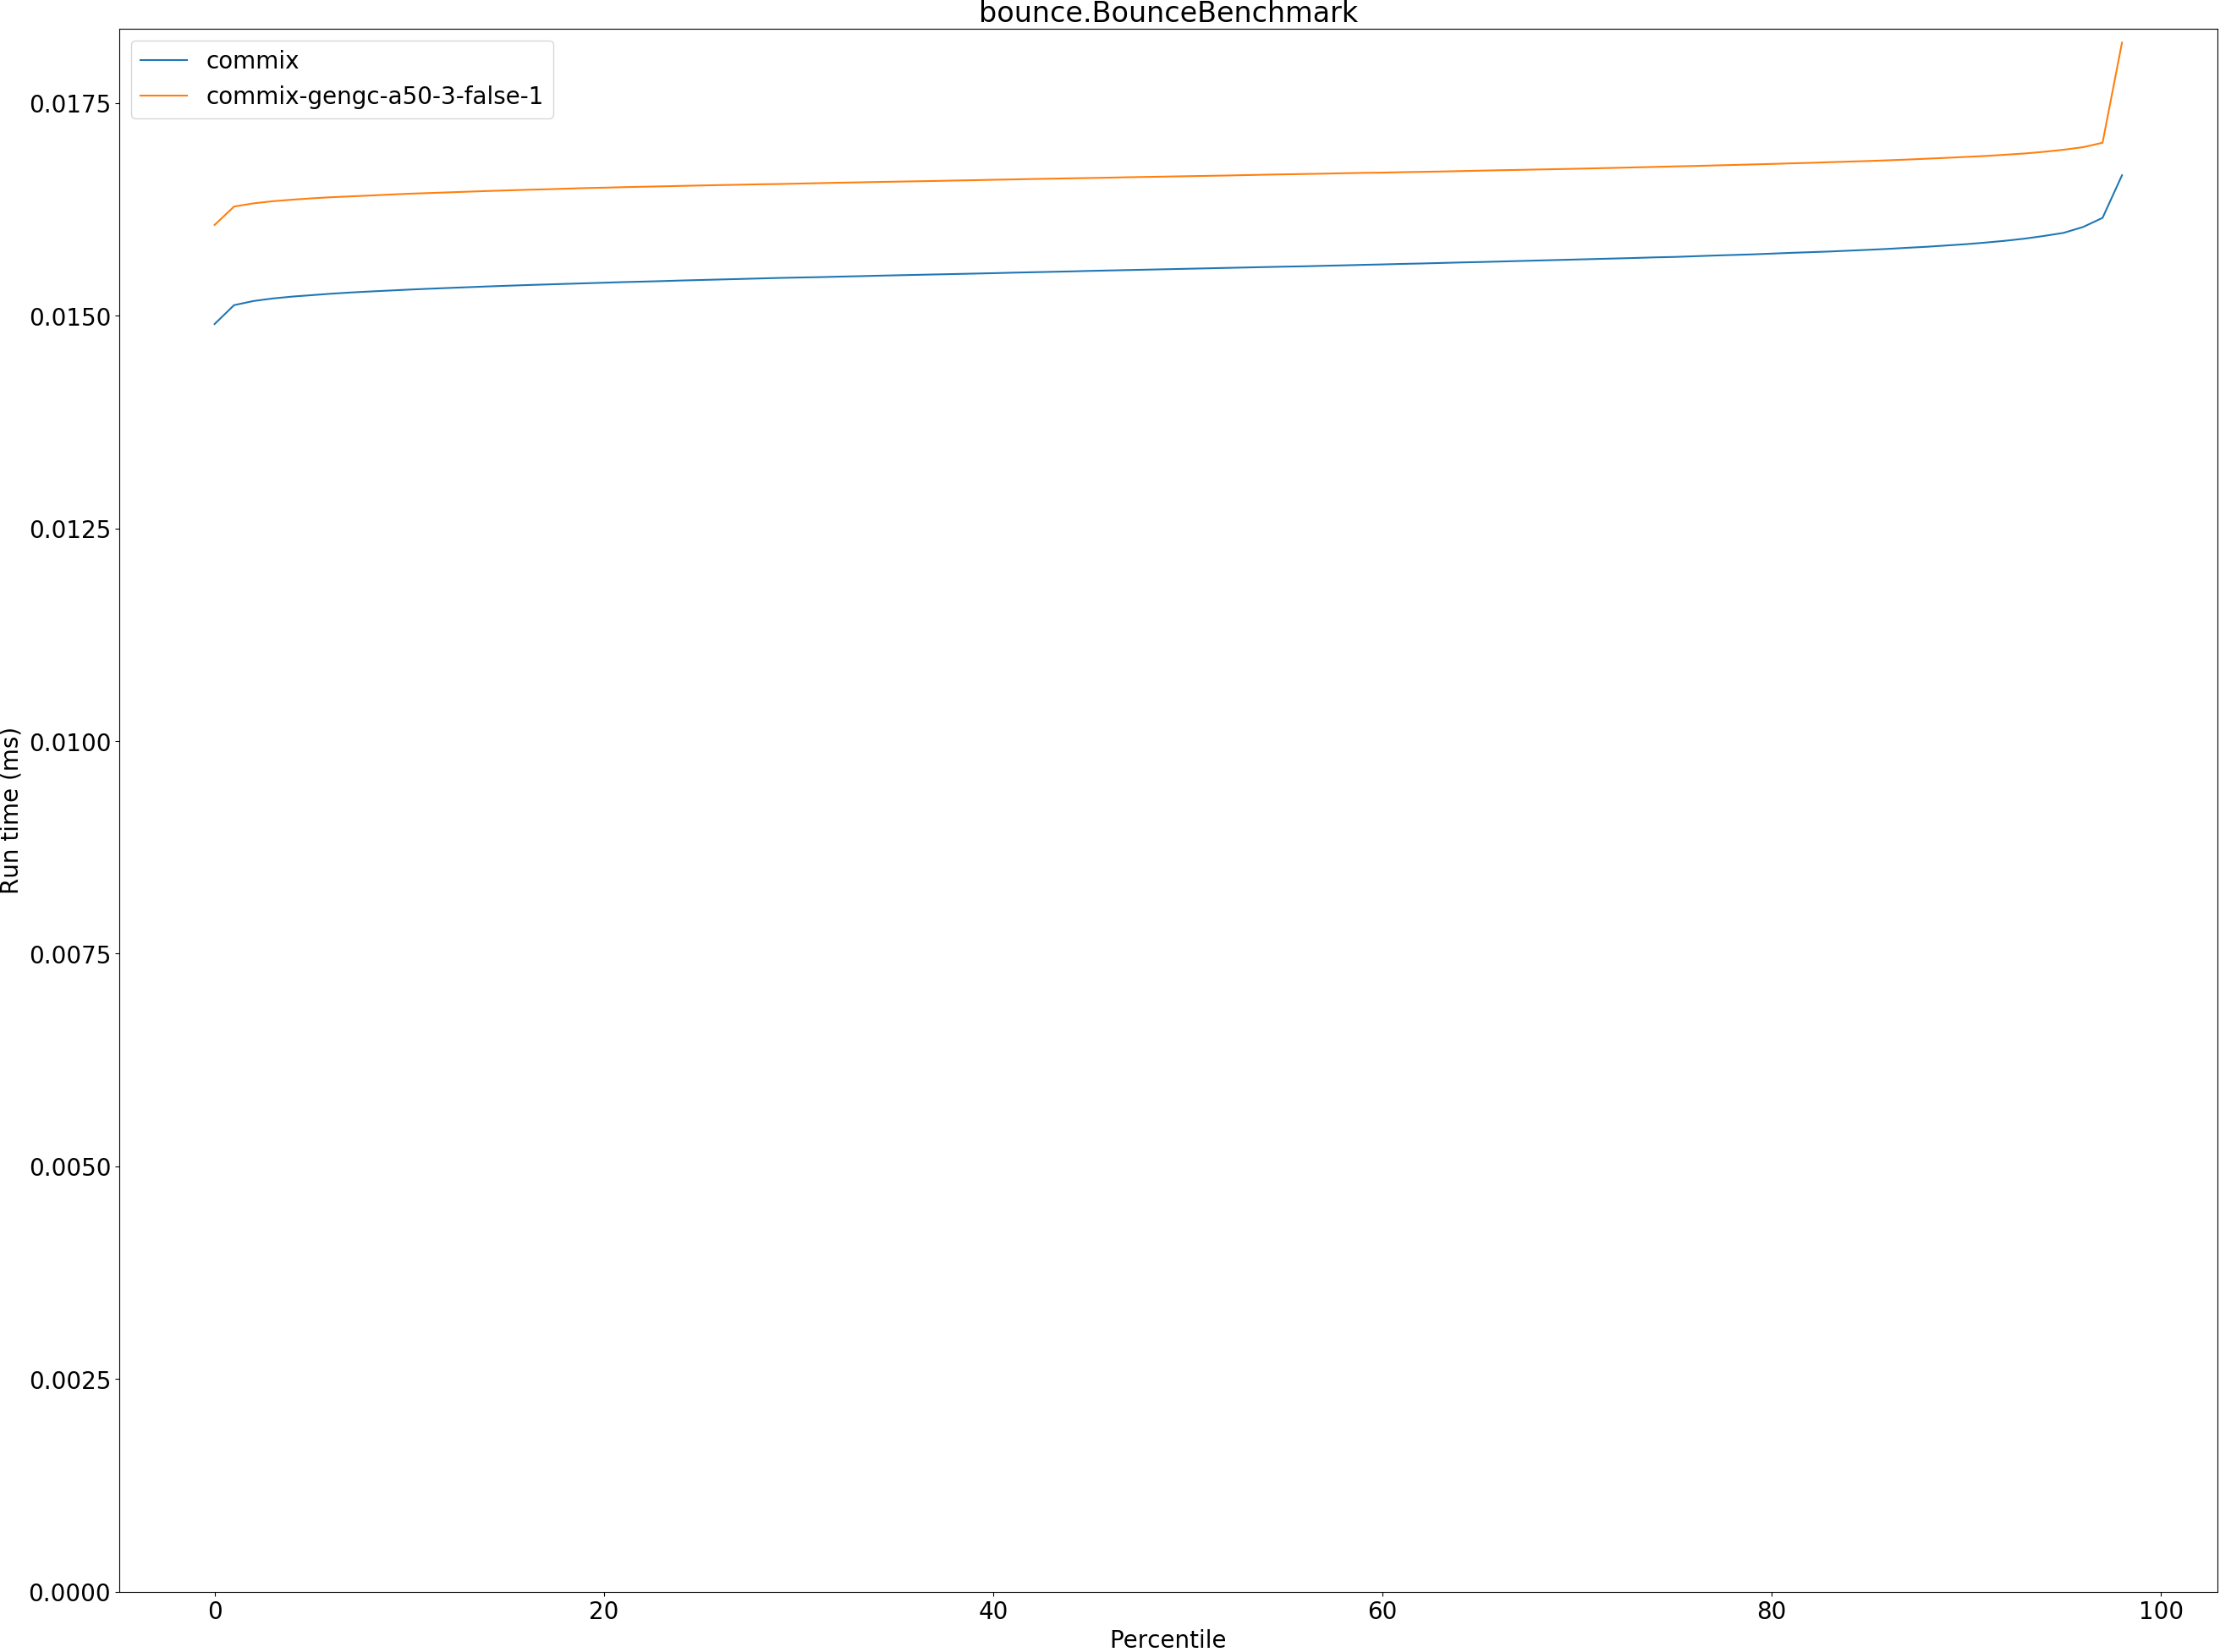 bounce.BounceBenchmark
commix
commix-gengc-a50-3-false-1
0.0175
0.0150
0.0125
0.0100
0.0075
0.0050
0.0025
0.0000
Run time (ms)
0 20 40 60 80 100
Percentile